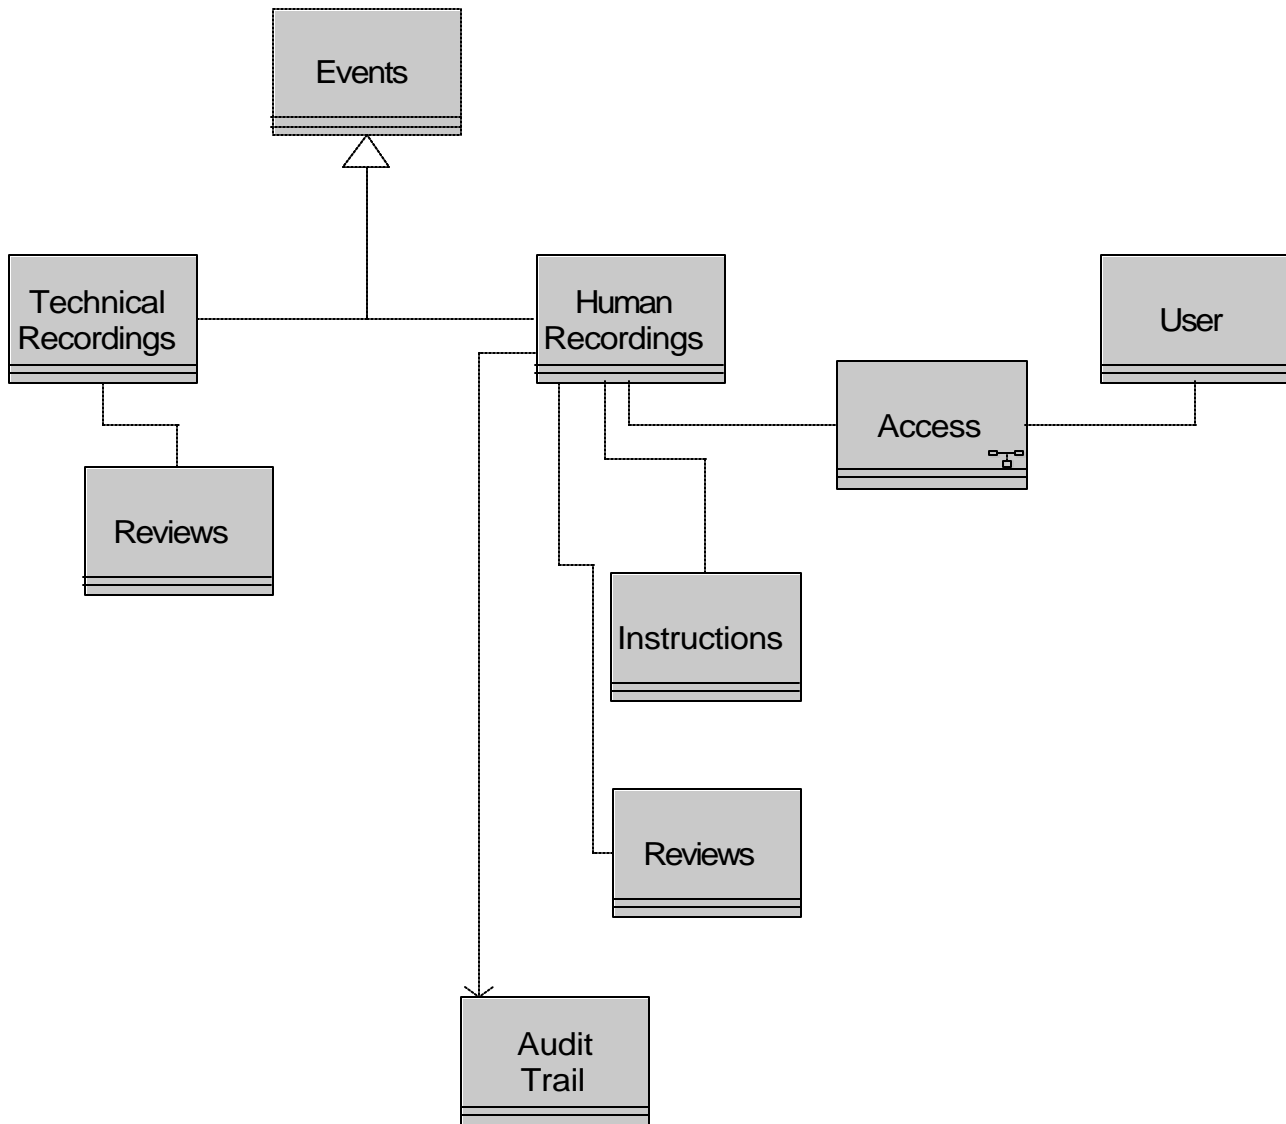 Events
Technical
Recordings
Human
Recordings
User
Access
Reviews
Instructions
Reviews
Audit
Trail